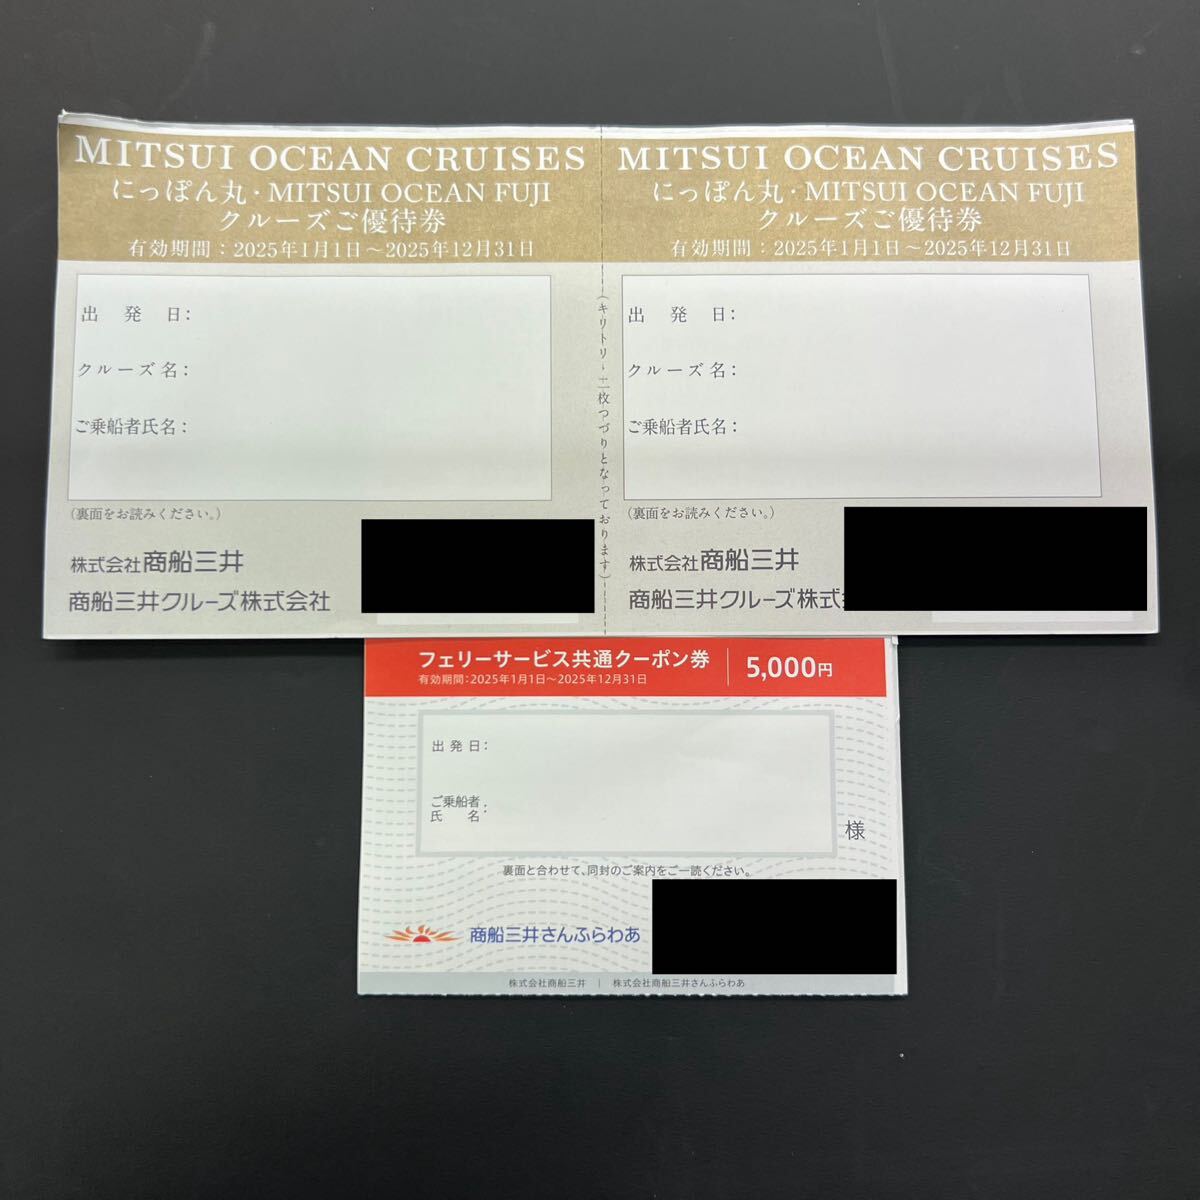 MITSUI OCEAN CRUISES
にっぽん丸・MITSUI OCEAN FUJI
クルーズご優待券
有効期間：2025年1月1日～2025年12月31日
出発日：
クルーズ名：
ご乗船者氏名：
（裏面をお読みください。）
株式会社商船三井
商船三井クルーズ株式会社
（キリトリ・二枚つづりとなっております）
MITSUI OCEAN CRUISES
にっぽん丸・MITSUI OCEAN FUJI
クルーズご優待券
有効期間：2025年1月1日～2025年12月31日
出発日：
クルーズ名：
ご乗船者氏名：
（裏面をお読みください。）
株式会社商船三井
商船三井クルーズ株式
フェリーサービス共通クーポン券 5,000円
有効期間：2025年1月1日～2025年12月31日
出発日：
ご乗船者
氏名：
様
裏面と合わせて、同封のご案内をご一読ください。
商船三井さんふらわあ
株式会社商船三井 | 株式会社商船三井さんふらわあ